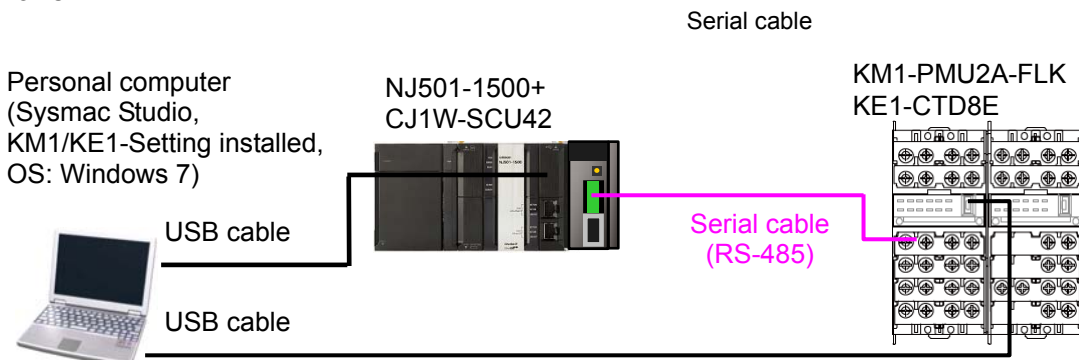 Serial cable
Personal computer
(Sysmac Studio,
KM1/KE1-Setting installed,
OS: Windows 7)
NJ501-1500+
CJ1W-SCU42
KM1-PMU2A-FLK
KE1-CTD8E
USB cable
Serial cable
(RS-485)
USB cable